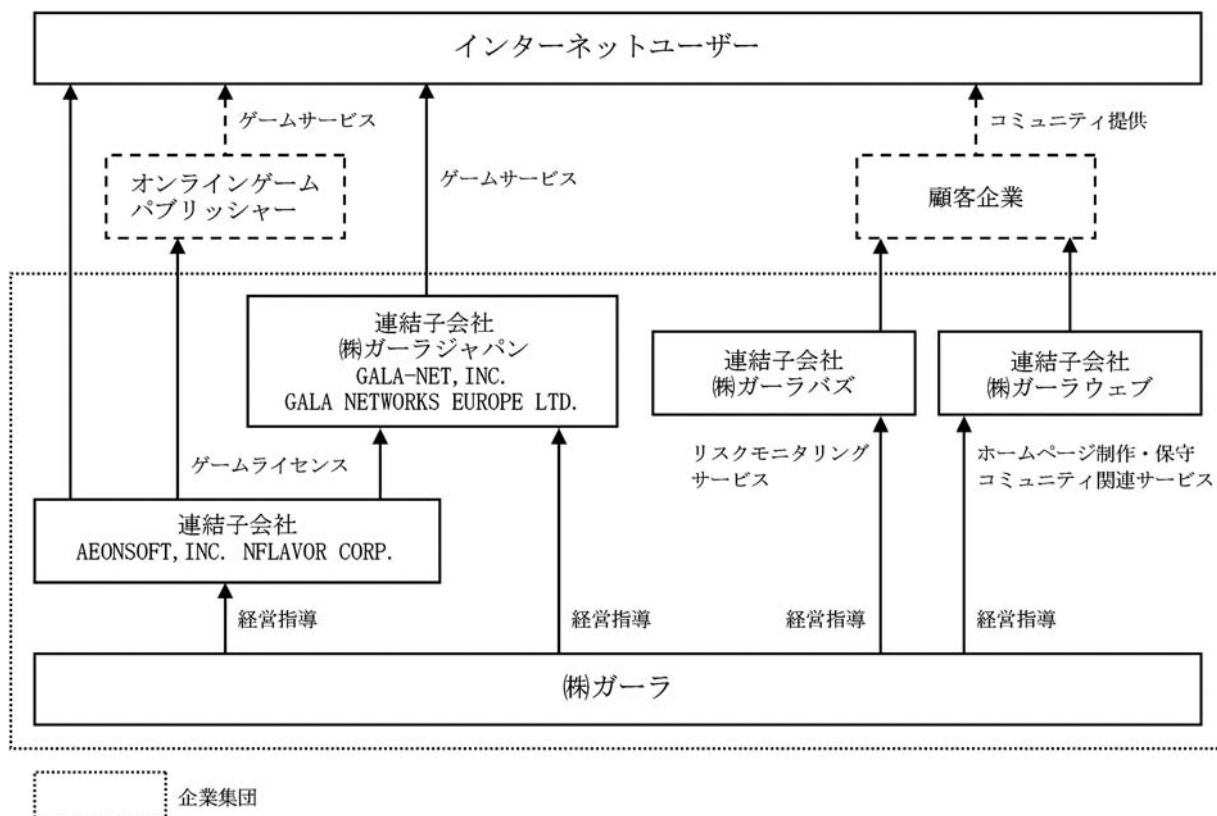 インターネットユーザー
ゲームサービス
コミュニティ提供
オンラインゲーム
パブリッシャー
ゲームサービス
顧客企業
連結子会社
㈱ガーラジャパン
GALA-NET,INC.
GALA NETWORKS EUROPE LTD.
連結子会社
㈱ガーラバズ
連結子会社
㈱ガーラウェブ
ゲームライセンス
リスクモニタリング
サービス
ホームページ制作・保守
コミュニティ関連サービス
連結子会社
AEONSOFT,INC. NFLAVOR CORP.
経営指導
経営指導
経営指導
経営指導
㈱ガーラ
企業集団